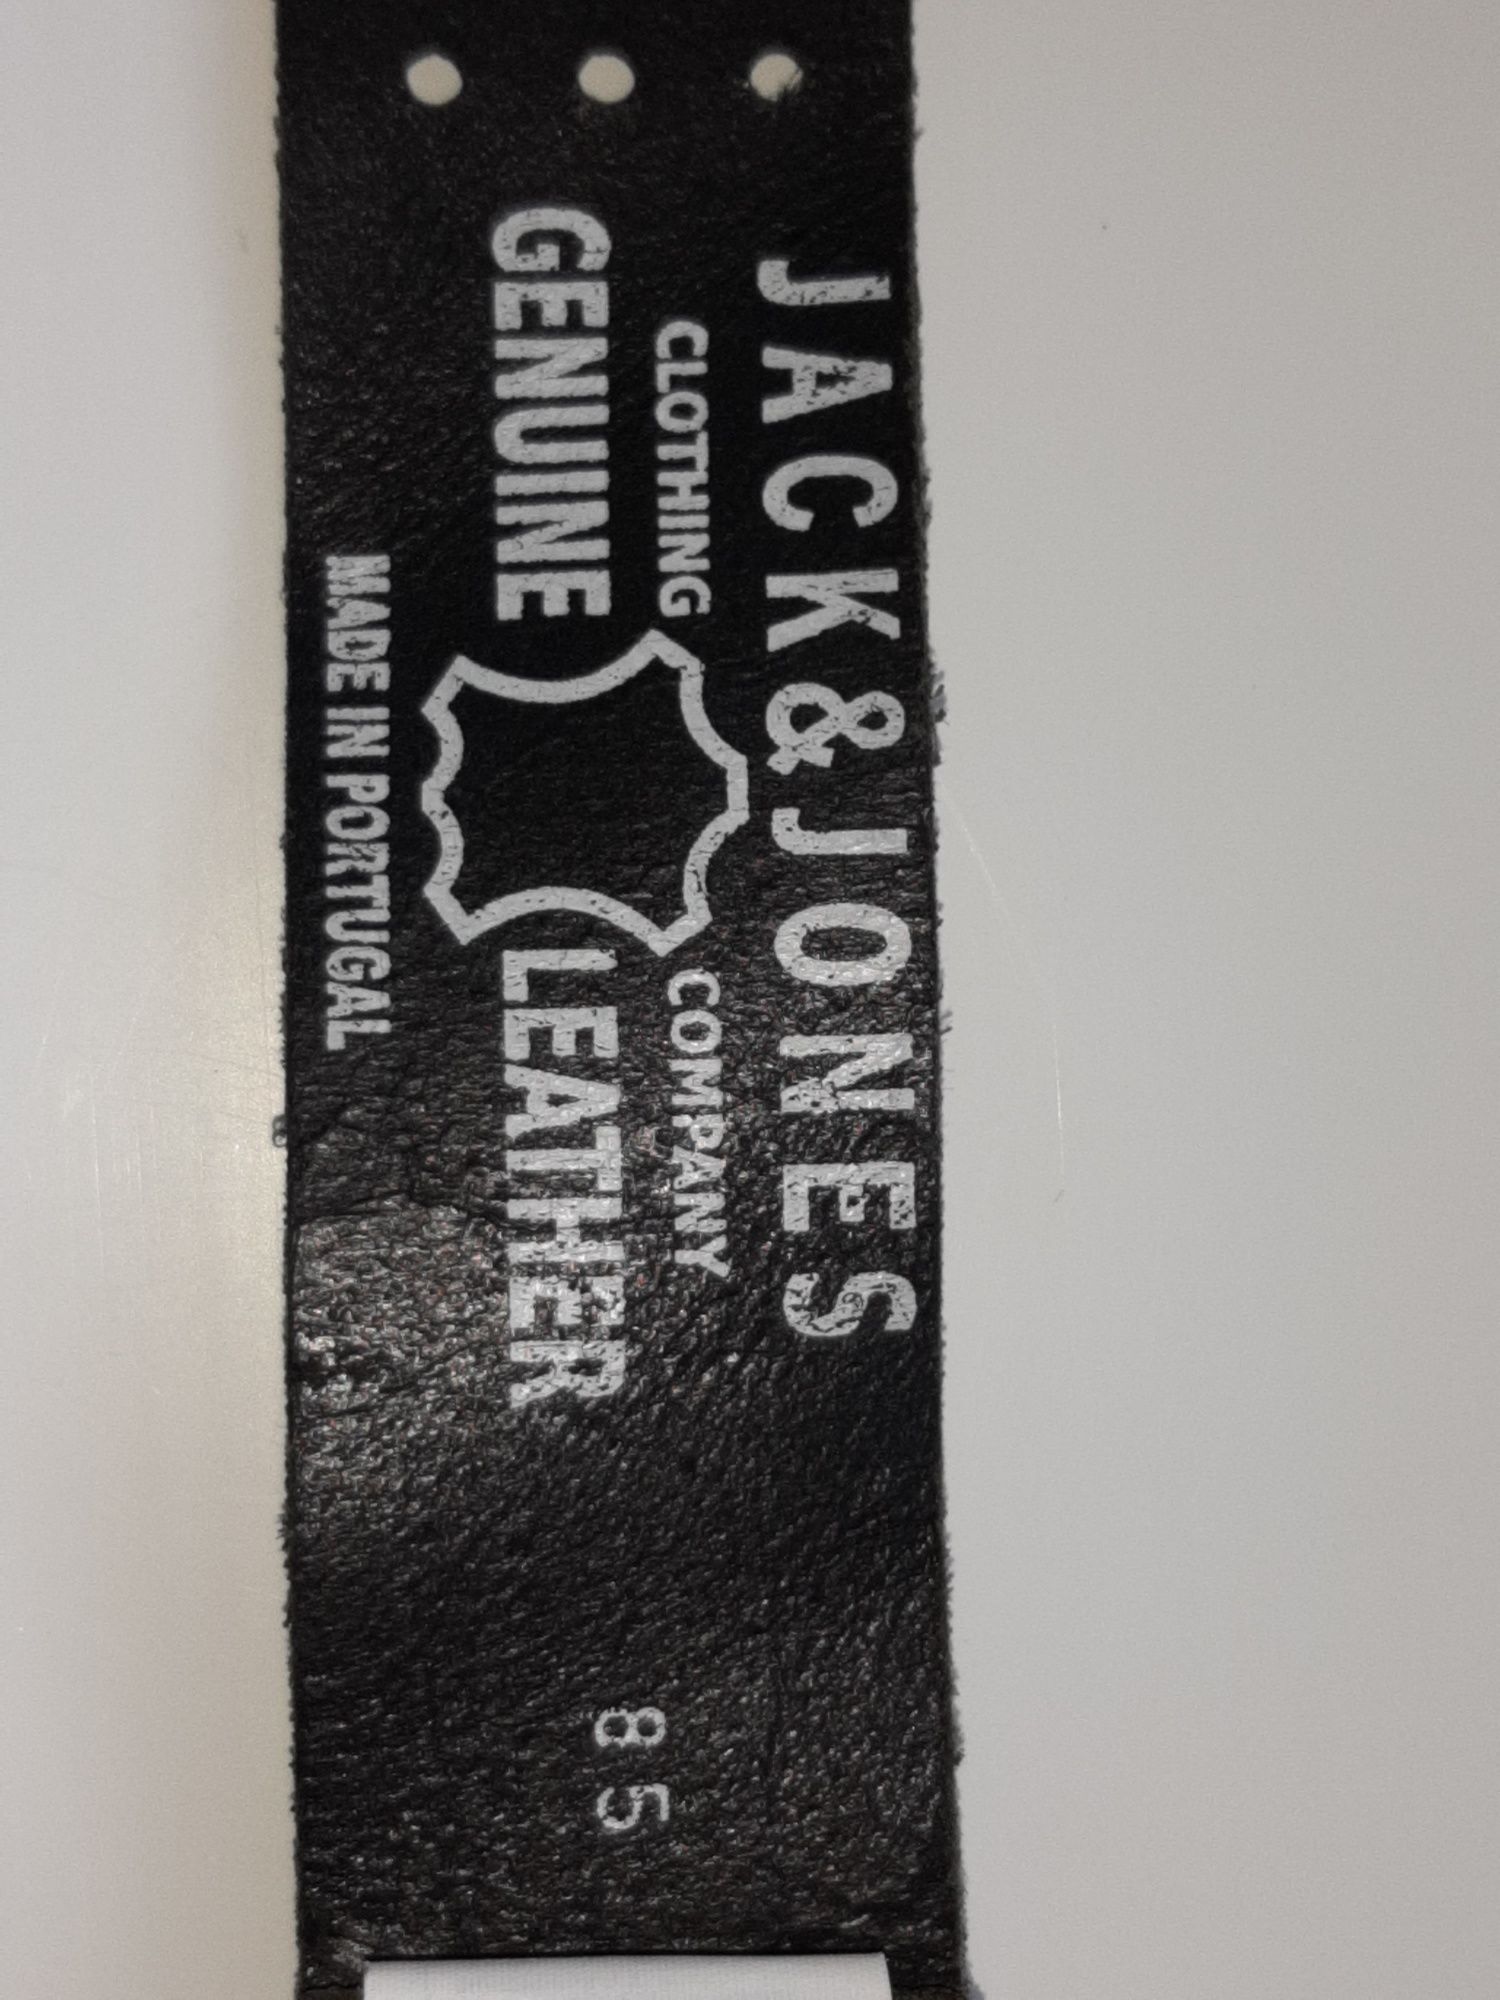 JACK & JONES
CLOTHING COMPANY
GENUINE LEATHER
MADE IN PORTUGAL
85